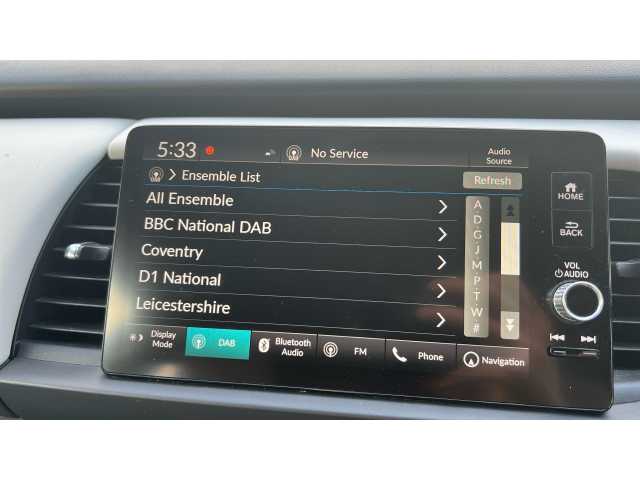 5:33
No Service
Audio
Source
Ensemble List
Refresh
All Ensemble
BBC National DAB
Coventry
D1 National
Leicestershire
A
D
G
J
M
P
T
W
#
HOME
BACK
VOL
AUDIO
Display
Mode
DAB
Bluetooth
Audio
FM
Phone
Navigation